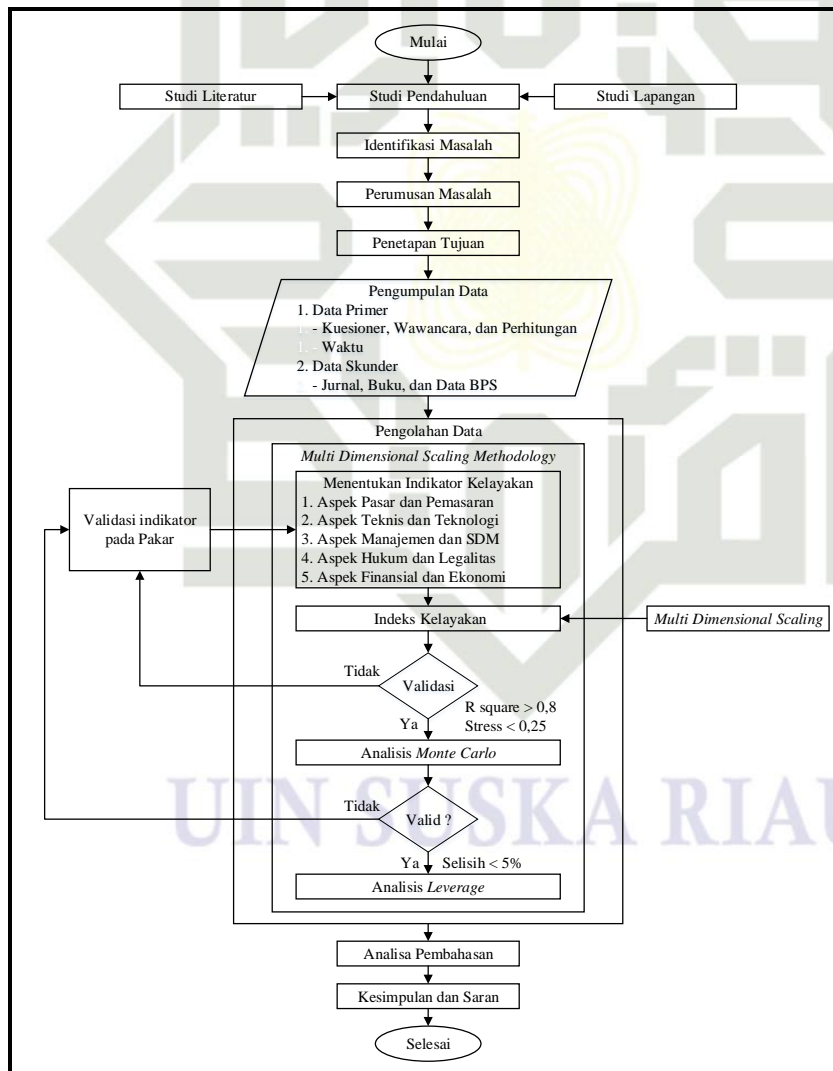 Mulai
Studi Literatur
Studi Pendahuluan
Studi Lapangan
Identifikasi Masalah
Perumusan Masalah
Penetapan Tujuan
Pengumpulan Data
1. Data Primer
1. - Kuesioner, Wawancara, dan Perhitungan
1. - Waktu
2. Data Skunder
- Jurnal, Buku, dan Data BPS
Pengolahan Data
Multi Dimensional Scaling Methodology
Menentukan Indikator Kelayakan
1. Aspek Pasar dan Pemasaran
2. Aspek Teknis dan Teknologi
3. Aspek Manajemen dan SDM
4. Aspek Hukum dan Legalitas
5. Aspek Finansial dan Ekonomi
Validasi indikator
pada Pakar
Indeks Kelayakan
Multi Dimensional Scaling
Tidak
Validasi
R square > 0,8
Ya
Stress < 0,25
Analisis Monte Carlo
Tidak
Valid ?
Ya
Selisih < 5%
Analisis Leverage
Analisa Pembahasan
Kesimpulan dan Saran
Selesai
UIN SUSKA RIAU